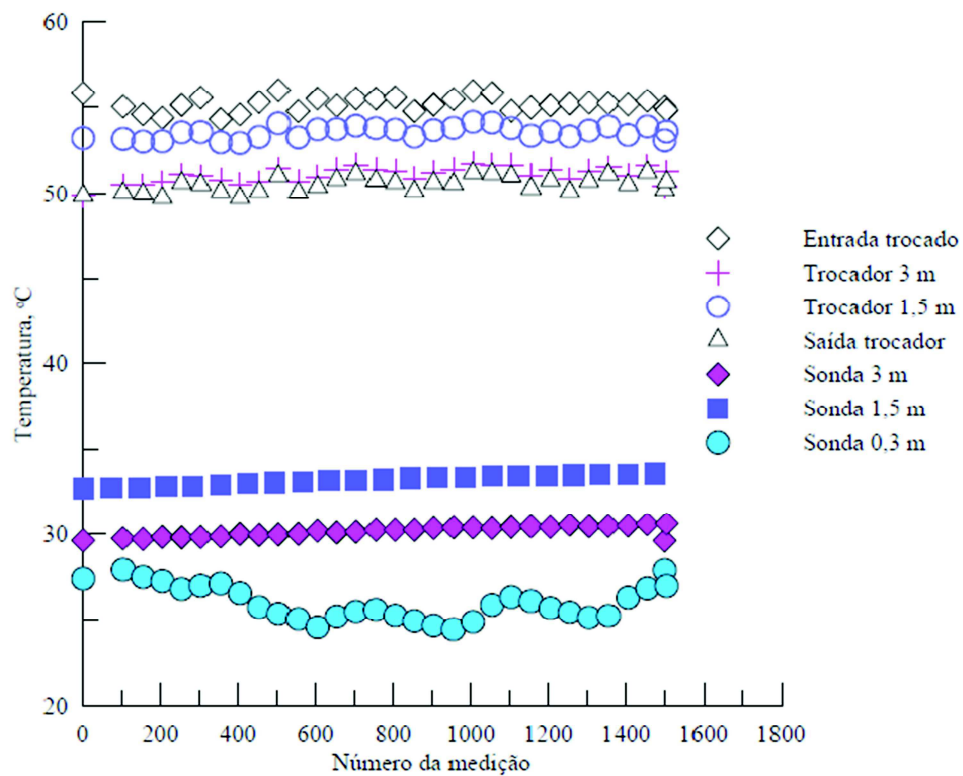 60
50
40
30
20
Temperatura, ºC
0 200 400 600 800 1000 1200 1400 1600 1800
Número da medição
Entrada trocado
Trocador 3 m
Trocador 1,5 m
Saída trocador
Sonda 3 m
Sonda 1,5 m
Sonda 0,3 m